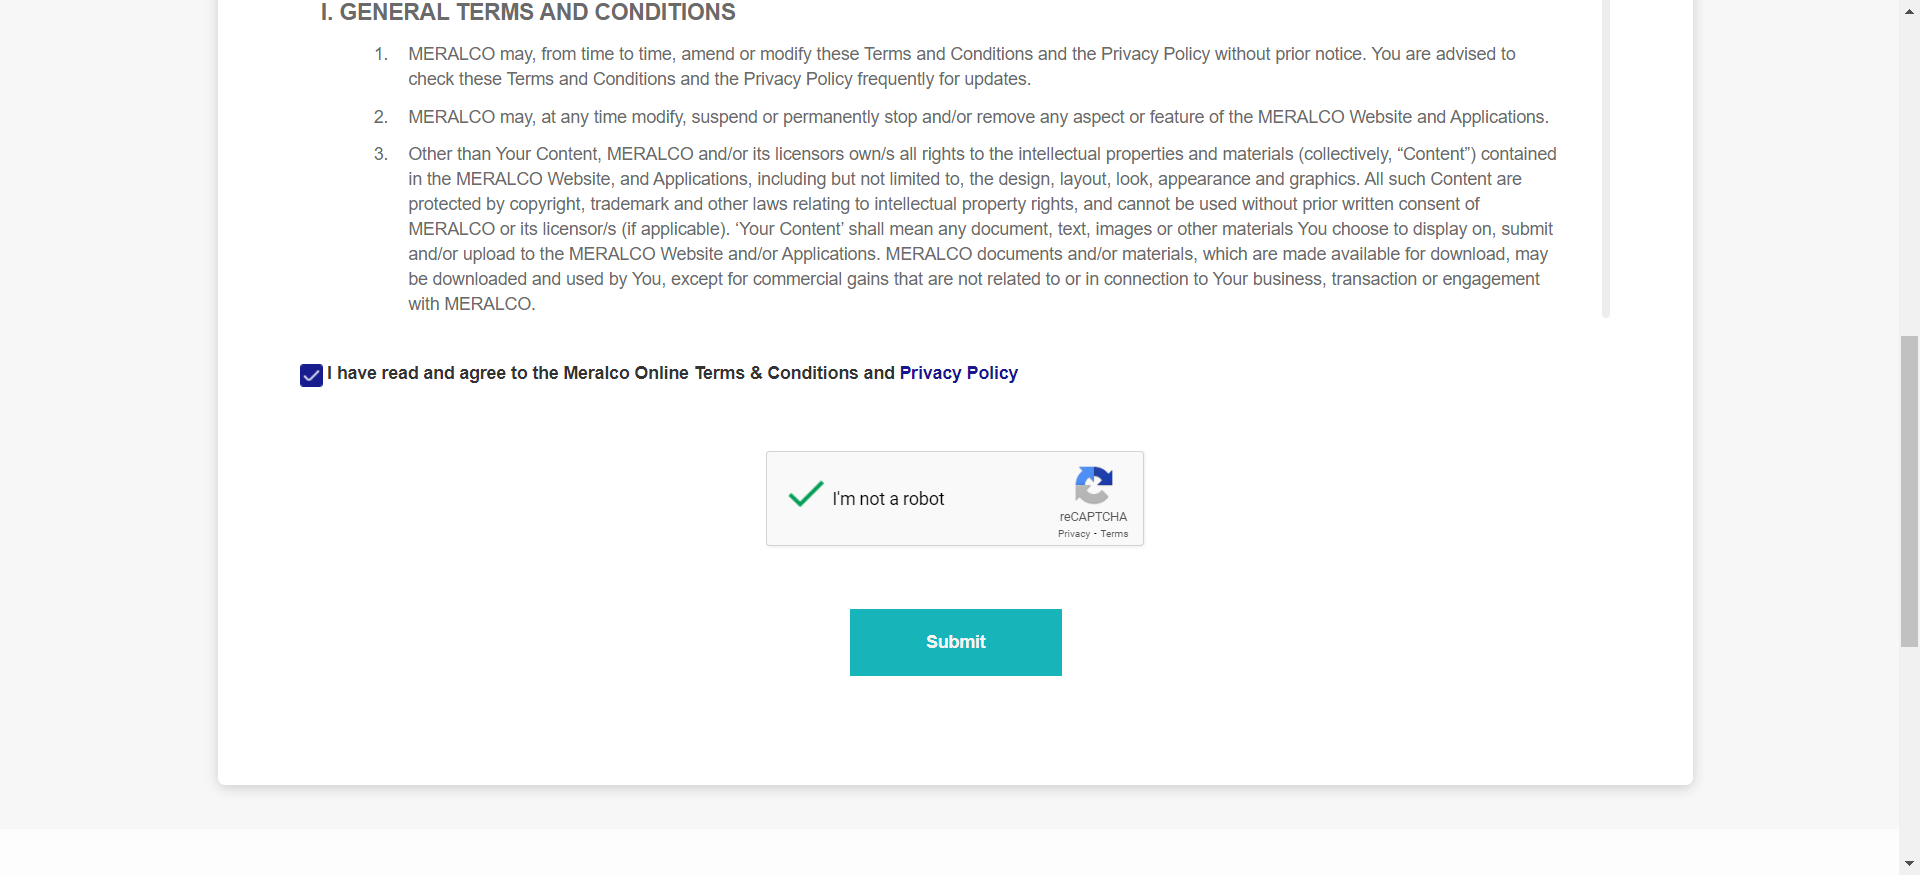 I. GENERAL TERMS AND CONDITIONS
1. MERALCO may, from time to time, amend or modify these Terms and Conditions and the Privacy Policy without prior notice. You are advised to
check these Terms and Conditions and the Privacy Policy frequently for updates.
2. MERALCO may, at any time modify, suspend or permanently stop and/or remove any aspect or feature of the MERALCO Website and Applications.
3. Other than Your Content, MERALCO and/or its licensors own/s all rights to the intellectual properties and materials (collectively, “Content”) contained
in the MERALCO Website, and Applications, including but not limited to, the design, layout, look, appearance and graphics. All such Content are
protected by copyright, trademark and other laws relating to intellectual property rights, and cannot be used without prior written consent of
MERALCO or its licensor/s (if applicable). ‘Your Content’ shall mean any document, text, images or other materials You choose to display on, submit
and/or upload to the MERALCO Website and/or Applications. MERALCO documents and/or materials, which are made available for download, may
be downloaded and used by You, except for commercial gains that are not related to or in connection to Your business, transaction or engagement
with MERALCO.
I have read and agree to the Meralco Online Terms & Conditions and Privacy Policy
I'm not a robot
reCAPTCHA
Privacy - Terms
Submit